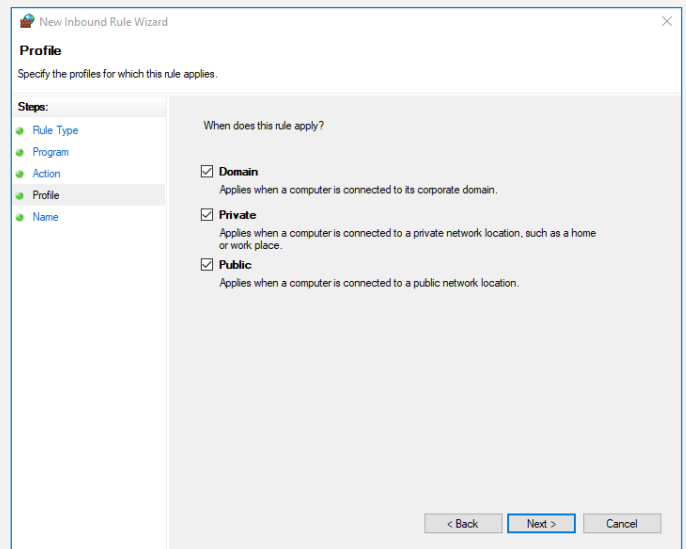 New Inbound Rule Wizard
Profile
Specify the profiles for which this rule applies.
Steps:
Rule Type
Program
Action
Profile
Name
When does this rule apply?
Domain
Applies when a computer is connected to its corporate domain.
Private
Applies when a computer is connected to a private network location, such as a home
or work place.
Public
Applies when a computer is connected to a public network location.
< Back
Next >
Cancel